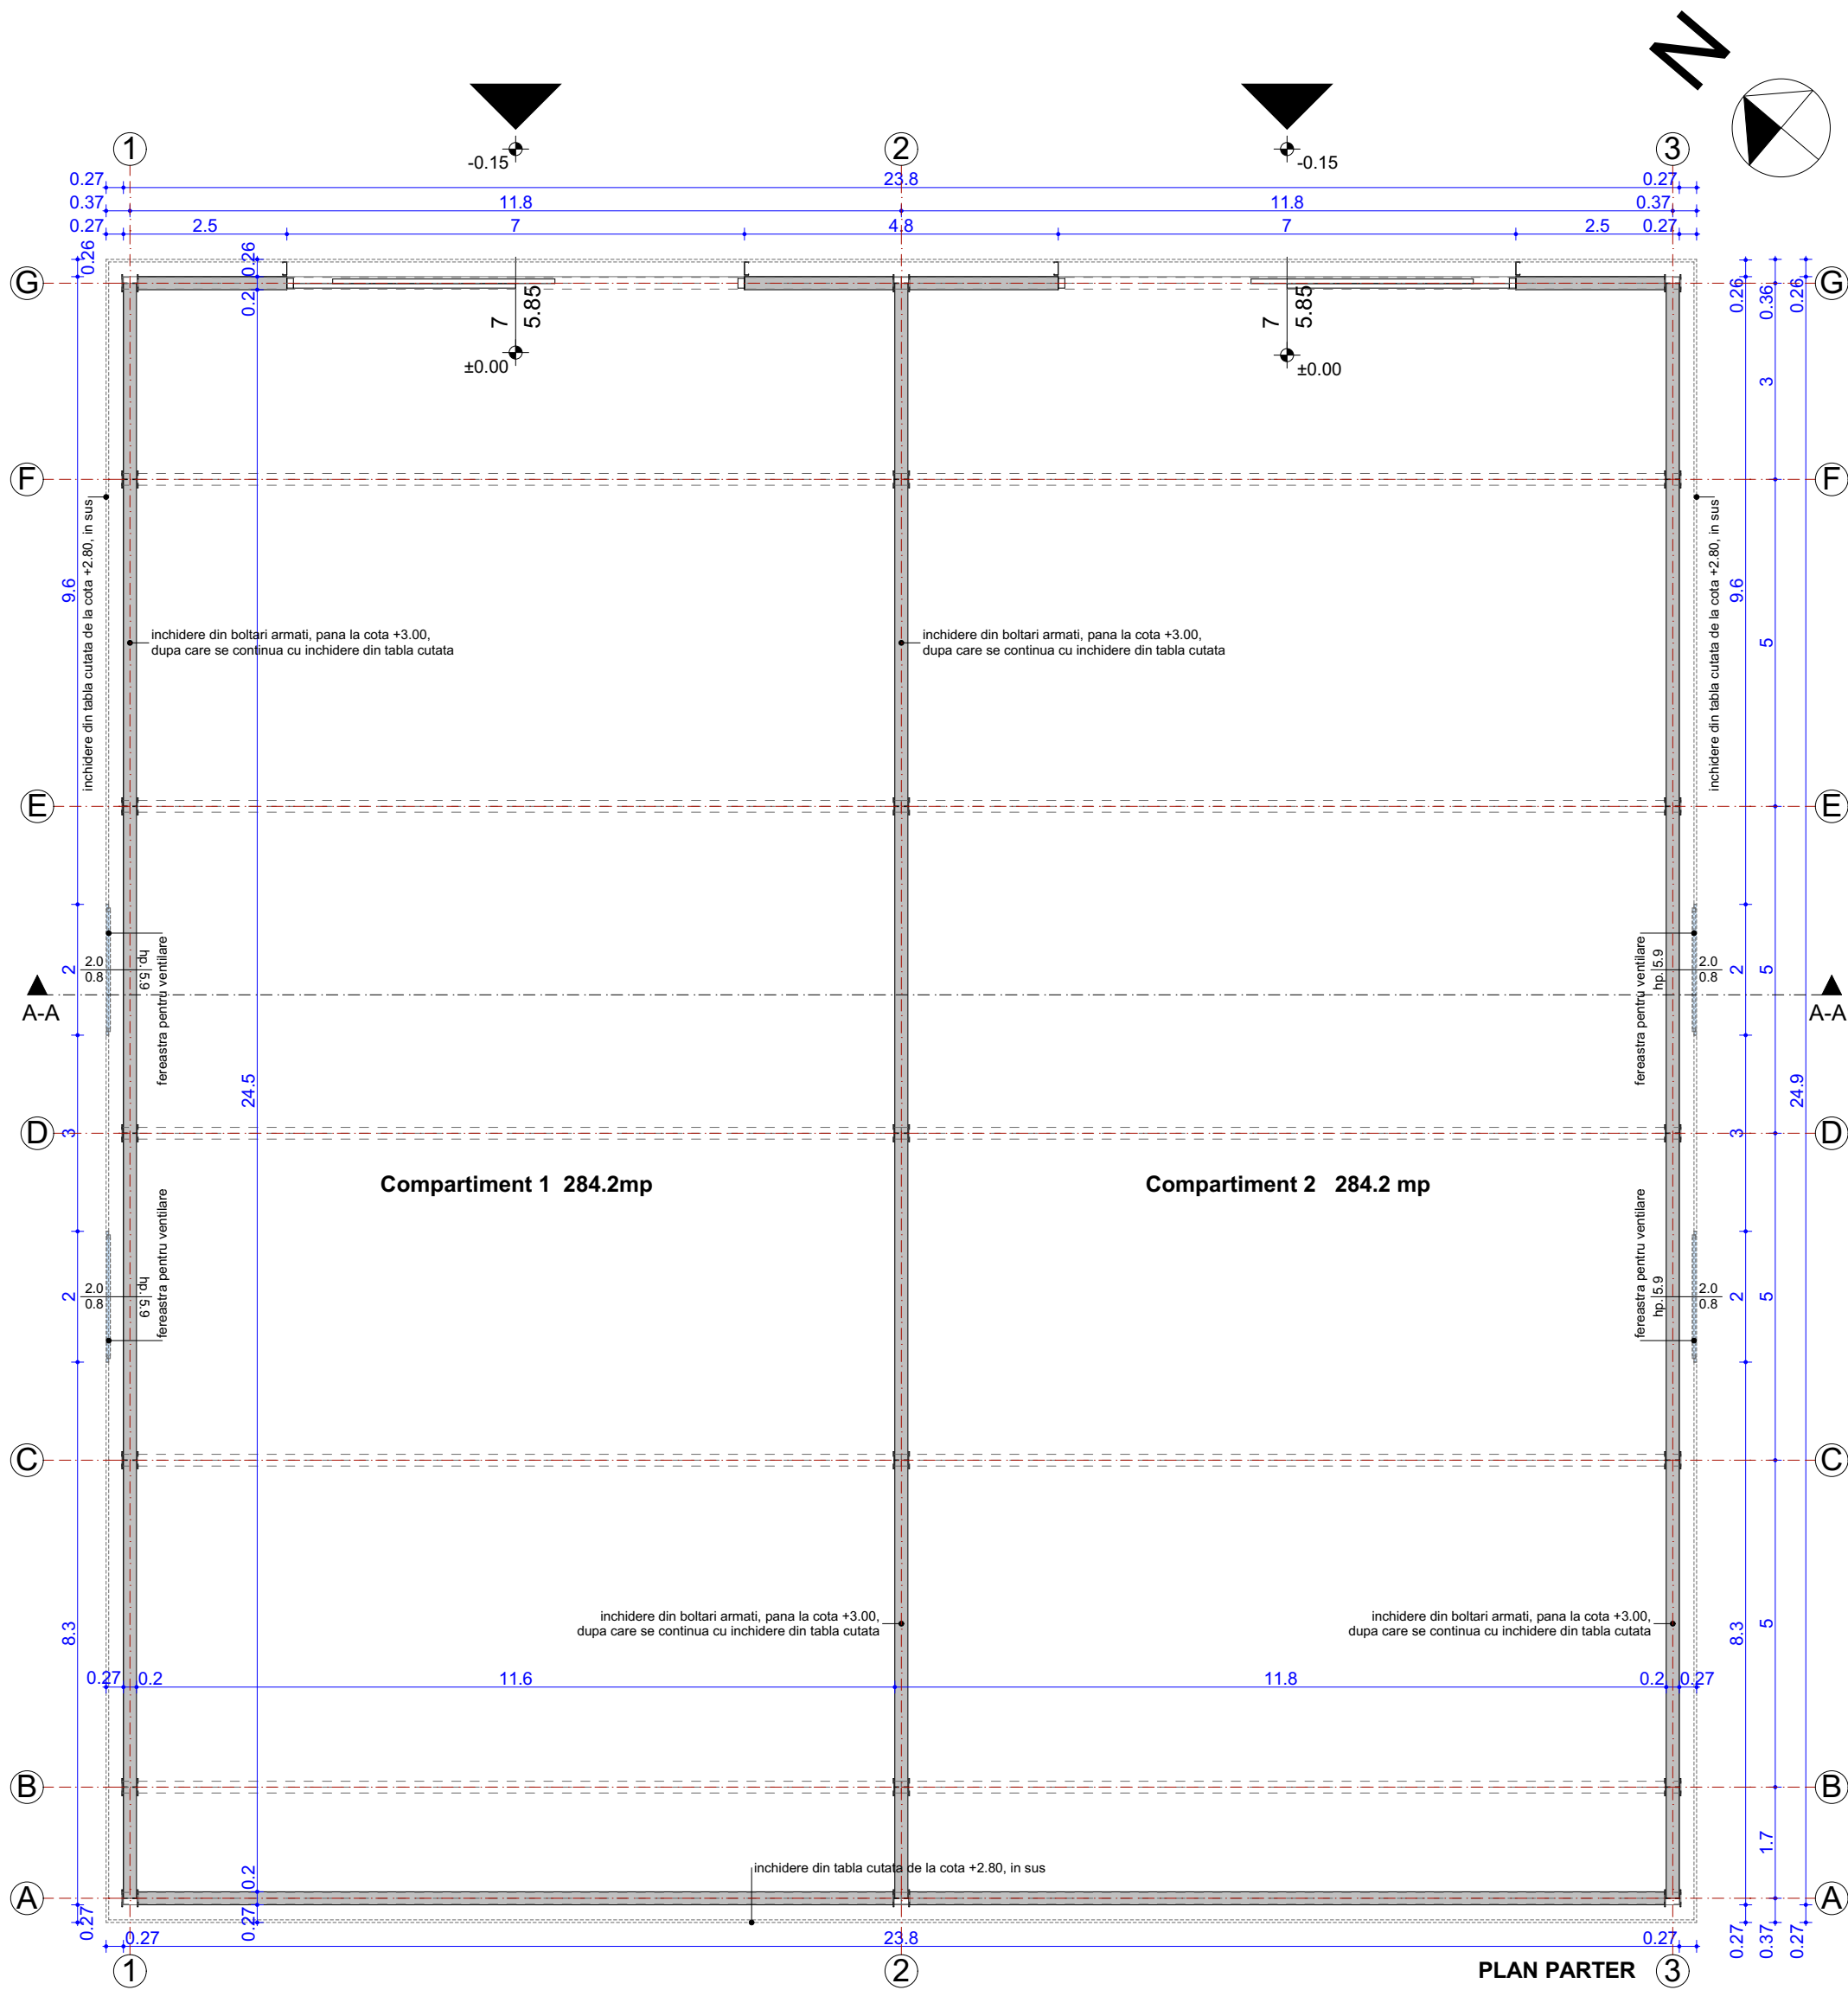 N
1
2
3
-0.15
-0.15
0.27
23.8
0.27
0.37
11.8
11.8
0.37
0.27
2.5
7
4.8
7
2.5
0.27
0.26
0.26
0.2
0.26
0.36
0.26
G
G
7
5.85
7
5.85
±0.00
±0.00
3
F
F
inchidere din tabla cutata de la cota +2.80, in sus
inchidere din tabla cutata de la cota +2.80, in sus
9.6
9.6
5
inchidere din boltari armati, pana la cota +3.00,
dupa care se continua cu inchidere din tabla cutata
inchidere din boltari armati, pana la cota +3.00,
dupa care se continua cu inchidere din tabla cutata
E
E
2
2.0
0.8
hp. 5.9
fereastra pentru ventilare
fereastra pentru ventilare
hp. 5.9
2.0
0.8
2
5
A-A
A-A
24.5
24.9
D
3
3
D
Compartiment 1 284.2mp
Compartiment 2 284.2 mp
2
2.0
0.8
hp. 5.9
fereastra pentru ventilare
fereastra pentru ventilare
hp. 5.9
2.0
0.8
2
5
C
C
8.3
8.3
5
inchidere din boltari armati, pana la cota +3.00,
dupa care se continua cu inchidere din tabla cutata
inchidere din boltari armati, pana la cota +3.00,
dupa care se continua cu inchidere din tabla cutata
0.27
0.2
11.6
11.8
0.2
0.27
B
B
1.7
inchidere din tabla cutata de la cota +2.80, in sus
0.2
A
A
0.27
0.27
0.27
0.37
0.27
0.27
23.8
0.27
1
2
PLAN PARTER
3